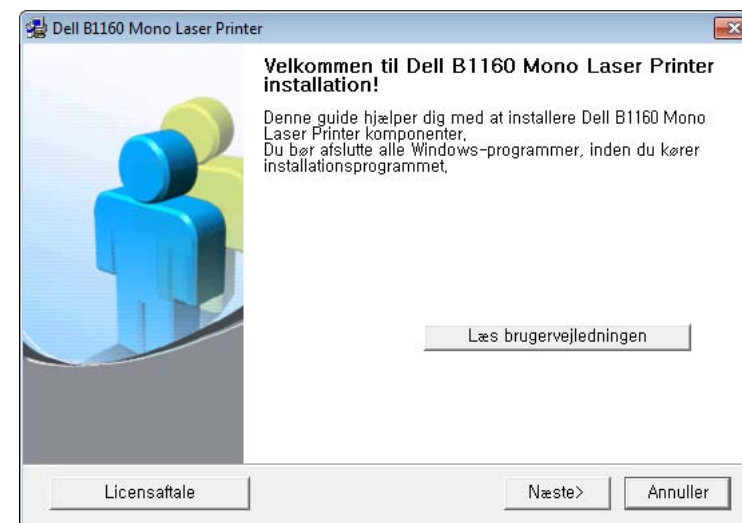 Dell B1160 Mono Laser Printer
Velkommen til Dell B1160 Mono Laser Printer
installation!
Denne guide hjælper dig med at installere Dell B1160 Mono
Laser Printer komponenter,
Du bør afslutte alle Windows-programmer, inden du kører
installationsprogrammet,
Læs brugervejledningen
Licensaftale
Næste>
Annuller